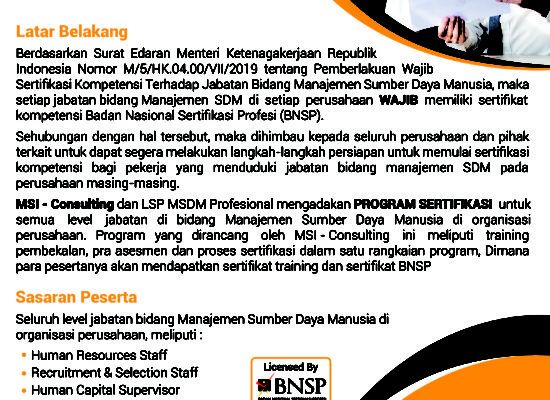 Latar Belakang
Berdasarkan Surat Edaran Menteri Ketenagakerjaan Republik
Indonesia Nomor M/5/HK.04.00/VII/2019 tentang Pemberlakuan Wajib
Sertifikasi Kompetensi Terhadap Jabatan Bidang Manajemen Sumber Daya Manusia, maka
setiap jabatan bidang Manajemen SDM di setiap perusahaan WAJIB memiliki sertifikat
kompetensi Badan Nasional Sertifikasi Profesi (BNSP).
Sehubungan dengan hal tersebut, maka dihimbau kepada seluruh perusahaan dan pihak
terkait untuk dapat segera melakukan langkah-langkah persiapan untuk memulai sertifikasi
kompetensi bagi pekerja yang menduduki jabatan bidang manajemen SDM pada
perusahaan masing-masing.
MSI - Consulting dan LSP MSDM Profesional mengadakan PROGRAM SERTIFIKASI untuk
semua level jabatan di bidang Manajemen Sumber Daya Manusia di organisasi
perusahaan. Program yang dirancang oleh MSI - Consulting ini meliputi training
pembekalan, pra asesmen dan proses sertifikasi dalam satu rangkaian program, Dimana
para pesertanya akan mendapatkan sertifikat training dan sertifikat BNSP
Sasaran Peserta
Seluruh level jabatan bidang Manajemen Sumber Daya Manusia di
organisasi perusahaan, meliputi :
• Human Resources Staff
• Recruitment & Selection Staff
• Human Capital Supervisor
Licensed By
BNSP